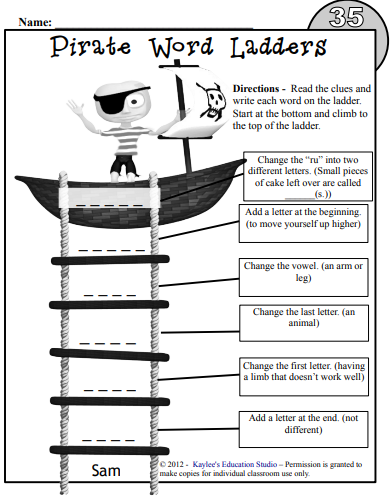 Name:
35
Pirate Word Ladders
Directions - Read the clues and
write each word on the ladder.
Start at the bottom and climb to
the top of the ladder.
Change the “ru” into two
different letters. (Small pieces
of cake left over are called
______(s.))
Add a letter at the beginning.
(to move yourself up higher)
Change the vowel. (an arm or
leg)
Change the last letter. (an
animal)
Change the first letter. (having
a limb that doesn’t work well)
Add a letter at the end. (not
different)
Sam
© 2012 - Kaylee's Education Studio – Permission is granted to
make copies for individual classroom use only.